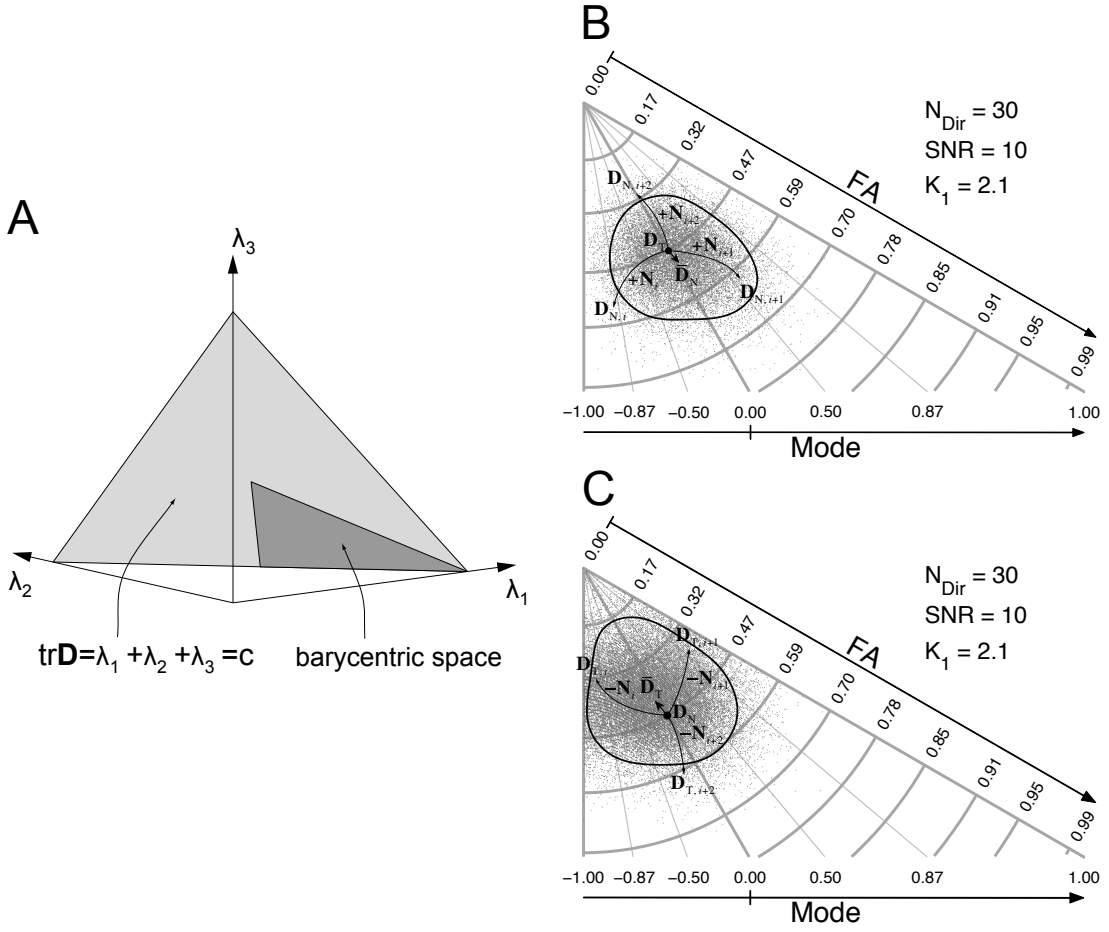 A
λ3
λ2
λ1
trD=λ1 +λ2 +λ3 =c
barycentric space
B
0.00
0.17
0.32
0.47
0.59
0.70
0.78
0.85
0.91
0.95
0.99
FA
NDir = 30
SNR = 10
K1 = 2.1
DN, i+2
+Ni+2
DT
+Ni+1
D̄N
+Ni
DN, i+1
DN, i
−1.00 −0.87 −0.50 0.00 0.50 0.87 1.00
Mode
C
0.00
0.17
0.32
0.47
0.59
0.70
0.78
0.85
0.91
0.95
0.99
FA
NDir = 30
SNR = 10
K1 = 2.1
DT, i+1
DT, i
−Ni
D̄T
−Ni+1
DN
−Ni+2
DT, i+2
−1.00 −0.87 −0.50 0.00 0.50 0.87 1.00
Mode